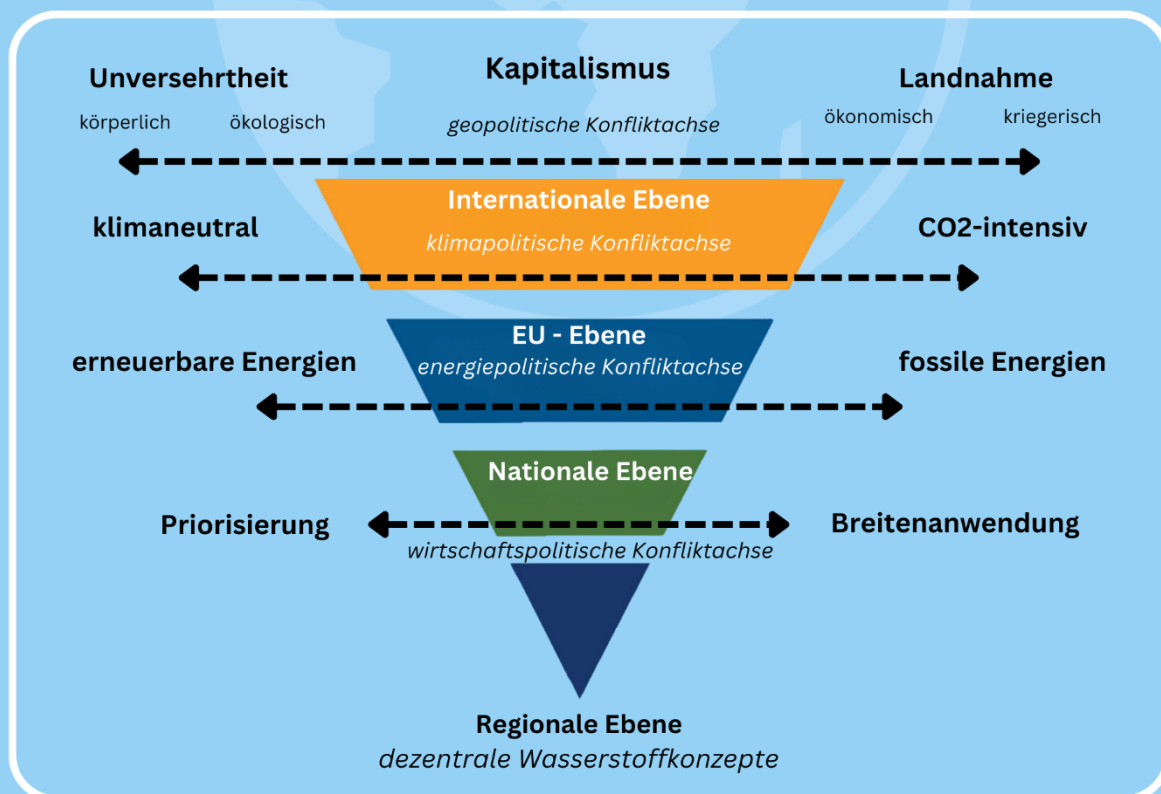 Unversehrtheit
Kapitalismus
Landnahme
körperlich
ökologisch
geopolitische Konfliktachse
ökonomisch
kriegerisch
klimaneutral
Internationale Ebene
klimapolitische Konfliktachse
CO2-intensiv
erneuerbare Energien
EU - Ebene
energiepolitische Konfliktachse
fossile Energien
Nationale Ebene
Priorisierung
wirtschaftspolitische Konfliktachse
Breitenanwendung
Regionale Ebene
dezentrale Wasserstoffkonzepte